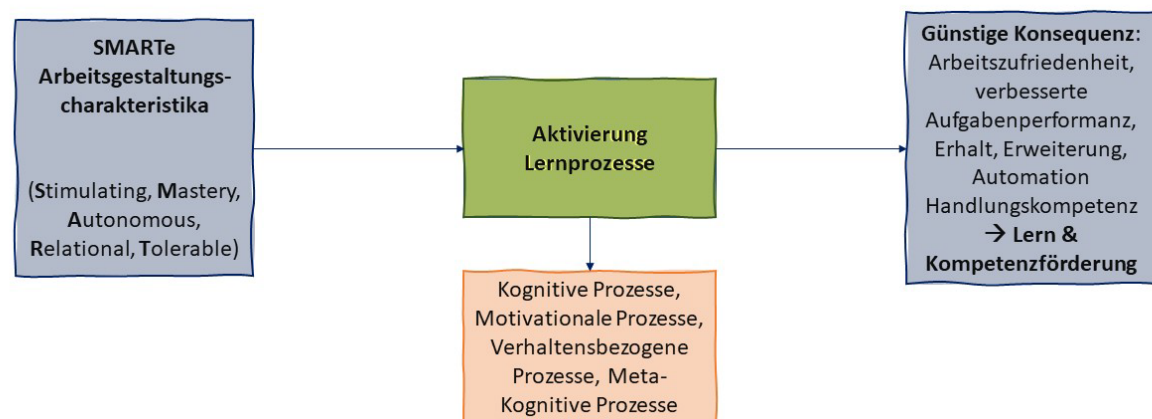 SMARTe
Arbeitsgestaltungs-
charakteristika
(Stimulating, Mastery,
Autonomous,
Relational, Tolerable)
Aktivierung
Lernprozesse
Kognitive Prozesse,
Motivationale Prozesse,
Verhaltensbezogene
Prozesse, Meta-
Kognitive Prozesse
Günstige Konsequenz:
Arbeitszufriedenheit,
verbesserte
Aufgabenperformanz,
Erhalt, Erweiterung,
Automation
Handlungskompetenz
→ Lern &
Kompetenzförderung